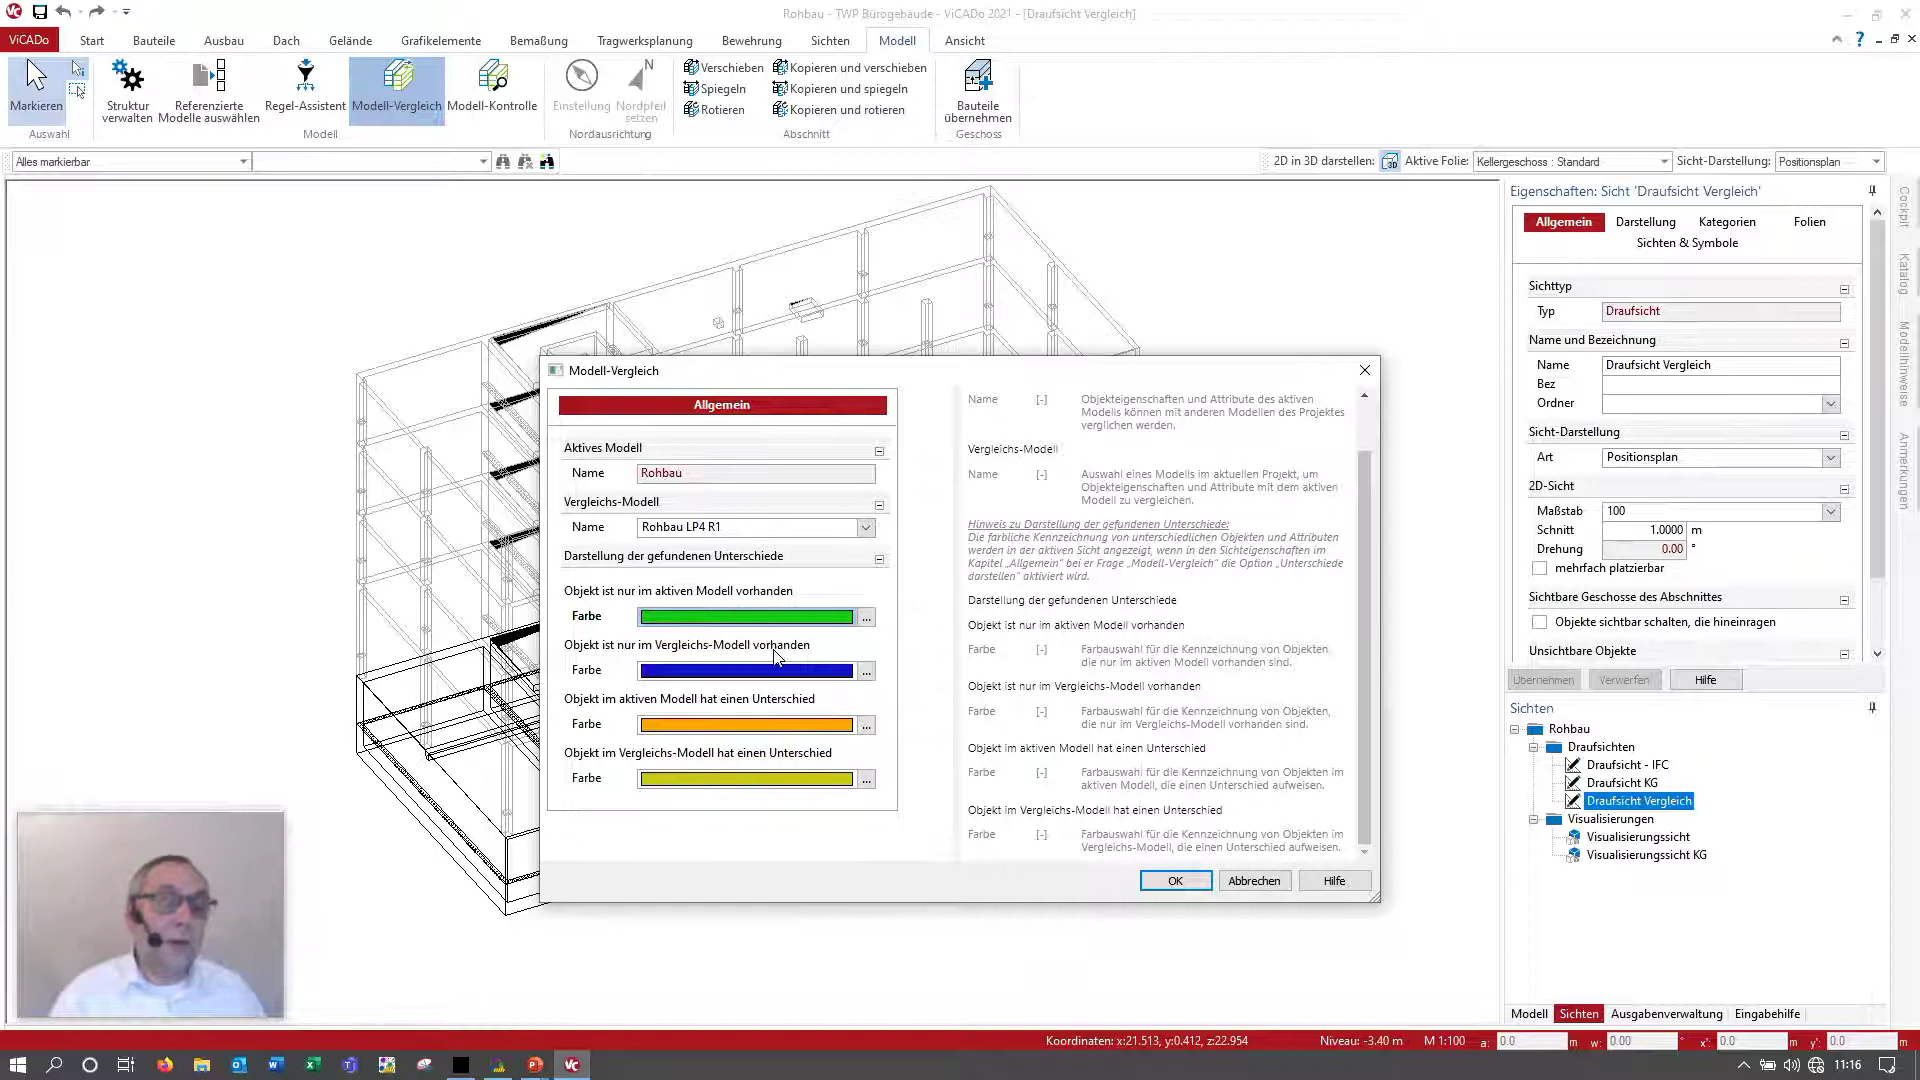 Rohbau - TWP Bürogebäude - ViCADo 2021 - [Draufsicht Vergleich]
ViCADo
Start
Bauteile
Ausbau
Dach
Gelände
Grafikelemente
Bemaßung
Tragwerksplanung
Bewehrung
Sichten
Modell
Ansicht
Markieren
Struktur verwalten
Referenzierte Modelle auswählen
Regel-Assistent
Modell-Vergleich
Modell-Kontrolle
Einstellung
Nordpfeil setzen
Verschieben
Spiegeln
Rotieren
Kopieren und verschieben
Kopieren und spiegeln
Kopieren und rotieren
Bauteile übernehmen
Auswahl
Modell
Nordausrichtung
Abschnitt
Geschoss
Alles markierbar
2D in 3D darstellen:
Aktive Folie:
Kellergeschoss : Standard
Sicht-Darstellung:
Positionsplan
Modell-Vergleich
Allgemein
Aktives Modell
Name Rohbau
Vergleichs-Modell
Name Rohbau LP4 R1
Darstellung der gefundenen Unterschiede
Objekt ist nur im aktiven Modell vorhanden
Farbe ...
Objekt ist nur im Vergleichs-Modell vorhanden
Farbe ...
Objekt im aktiven Modell hat einen Unterschied
Farbe ...
Objekt im Vergleichs-Modell hat einen Unterschied
Farbe ...
Name [-] Objekteigenschaften und Attribute des aktiven
Modells können mit anderen Modellen des Projektes
verglichen werden.
Vergleichs-Modell
Name [-] Auswahl eines Modells im aktuellen Projekt, um
Objekteigenschaften und Attribute mit dem aktiven
Modell zu vergleichen.
Hinweis zu Darstellung der gefundenen Unterschiede:
Die farbliche Kennzeichnung von unterschiedlichen Objekten und Attributen
werden in der aktiven Sicht angezeigt, wenn in den Sichteigenschaften im
Kapitel „Allgemein" bei er Frage „Modell-Vergleich" die Option „Unterschiede
darstellen" aktiviert wird.
Darstellung der gefundenen Unterschiede
Objekt ist nur im aktiven Modell vorhanden
Farbe [-] Farbauswahl für die Kennzeichnung von Objekten,
die nur im aktiven Modell vorhanden sind.
Objekt ist nur im Vergleichs-Modell vorhanden
Farbe [-] Farbauswahl für die Kennzeichnung von Objekten,
die nur im Vergleichs-Modell vorhanden sind.
Objekt im aktiven Modell hat einen Unterschied
Farbe [-] Farbauswahl für die Kennzeichnung von Objekten im
aktiven Modell, die einen Unterschied aufweisen.
Objekt im Vergleichs-Modell hat einen Unterschied
Farbe [-] Farbauswahl für die Kennzeichnung von Objekten im
Vergleichs-Modell, die einen Unterschied aufweisen.
OK
Abbrechen
Hilfe
Eigenschaften: Sicht 'Draufsicht Vergleich'
Allgemein
Darstellung
Kategorien
Folien
Sichten & Symbole
Sichttyp
Typ Draufsicht
Name und Bezeichnung
Name Draufsicht Vergleich
Bez
Ordner
Sicht-Darstellung
Art Positionsplan
2D-Sicht
Maßstab 100
Schnitt 1.0000 m
Drehung 0.00 °
mehrfach platzierbar
Sichtbare Geschosse des Abschnittes
Objekte sichtbar schalten, die hineinragen
Unsichtbare Objekte
Übernehmen
Verwerfen
Hilfe
Sichten
Rohbau
Draufsichten
Draufsicht - IFC
Draufsicht KG
Draufsicht Vergleich
Visualisierungen
Visualisierungssicht
Visualisierungssicht KG
Modell
Sichten
Ausgabenverwaltung
Eingabehilfe
Cockpit
Katalog
Modellhinweise
Anmerkungen
Koordinaten: x:21.513, y:0.412, z:22.954
Niveau: -3.40 m
M 1:100
a: 0.0 m
w: 0.00 °
x': 0.0 m
y': 0.0 m
11:16